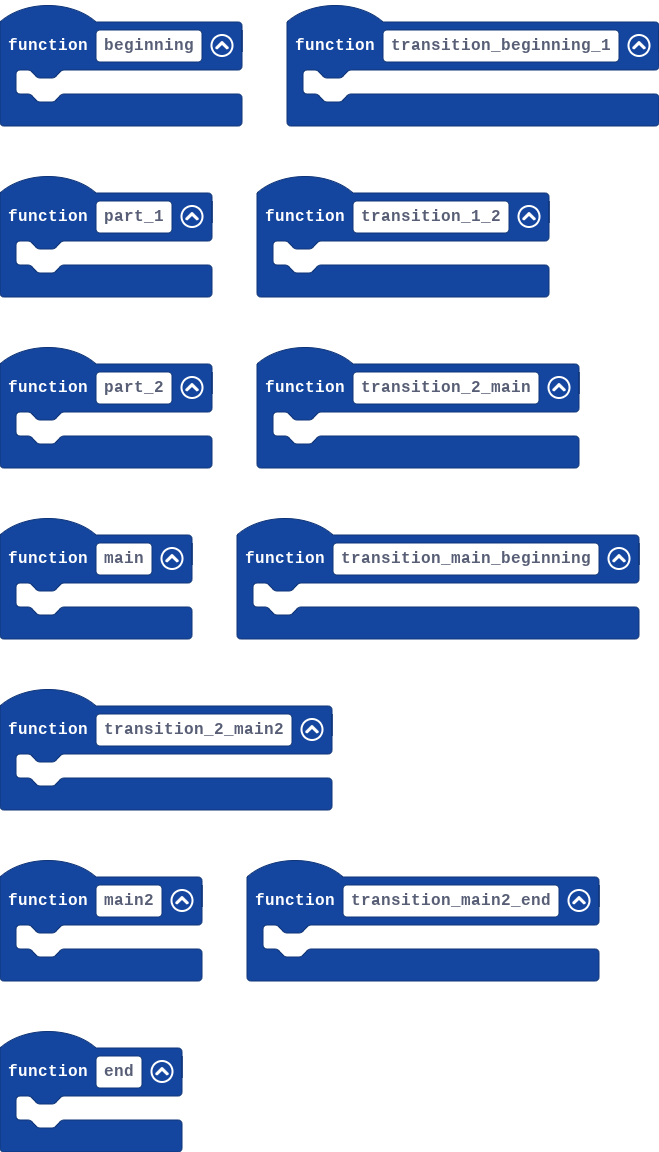 function beginning
function transition_beginning_1
function part_1
function transition_1_2
function part_2
function transition_2_main
function main
function transition_main_beginning
function transition_2_main2
function main2
function transition_main2_end
function end